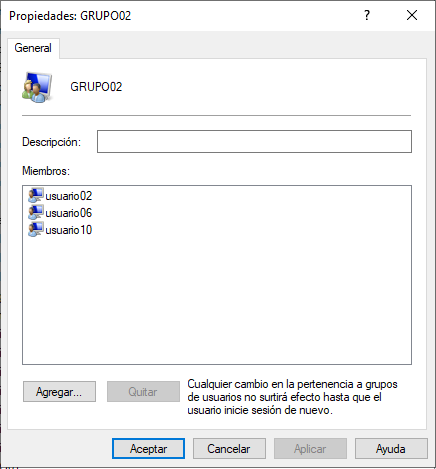 Propiedades: GRUPO02
General
GRUPO02
Descripción:
Miembros:
usuario02
usuario06
usuario10
Agregar...
Quitar
Cualquier cambio en la pertenencia a grupos
de usuarios no surtirá efecto hasta que el
usuario inicie sesión de nuevo.
Aceptar
Cancelar
Aplicar
Ayuda